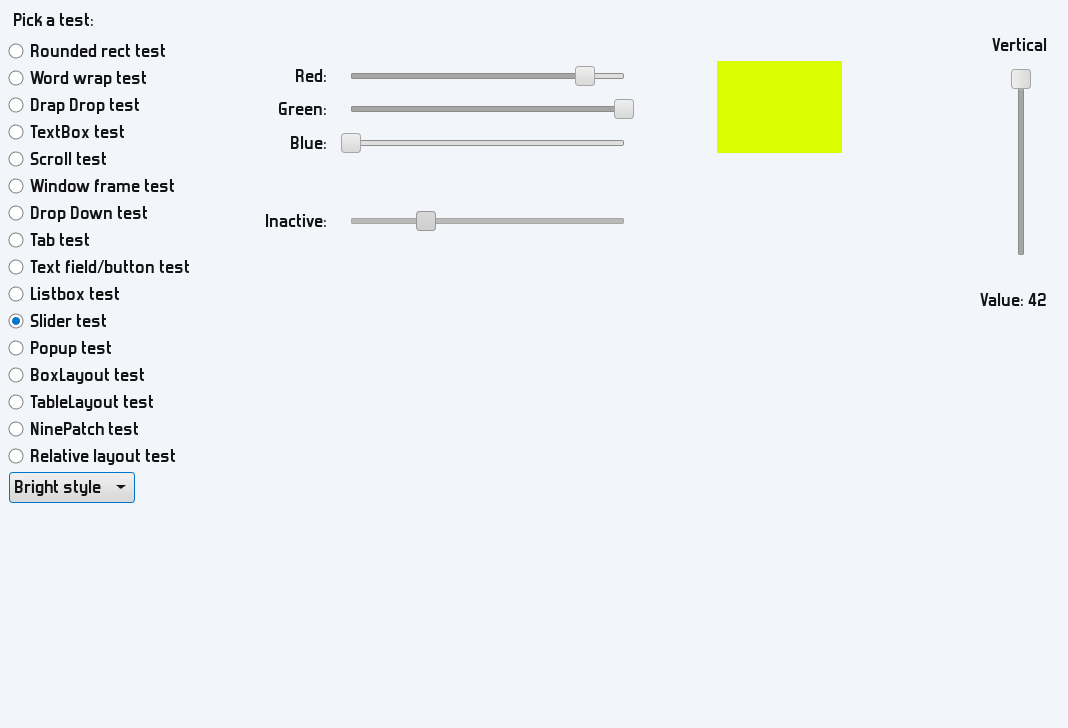 Pick a test:
Rounded rect test
Word wrap test
Drap Drop test
TextBox test
Scroll test
Window frame test
Drop Down test
Tab test
Text field/button test
Listbox test
Slider test
Popup test
BoxLayout test
TableLayout test
NinePatch test
Relative layout test
Bright style
Red:
Green:
Blue:
Inactive:
Vertical
Value: 42